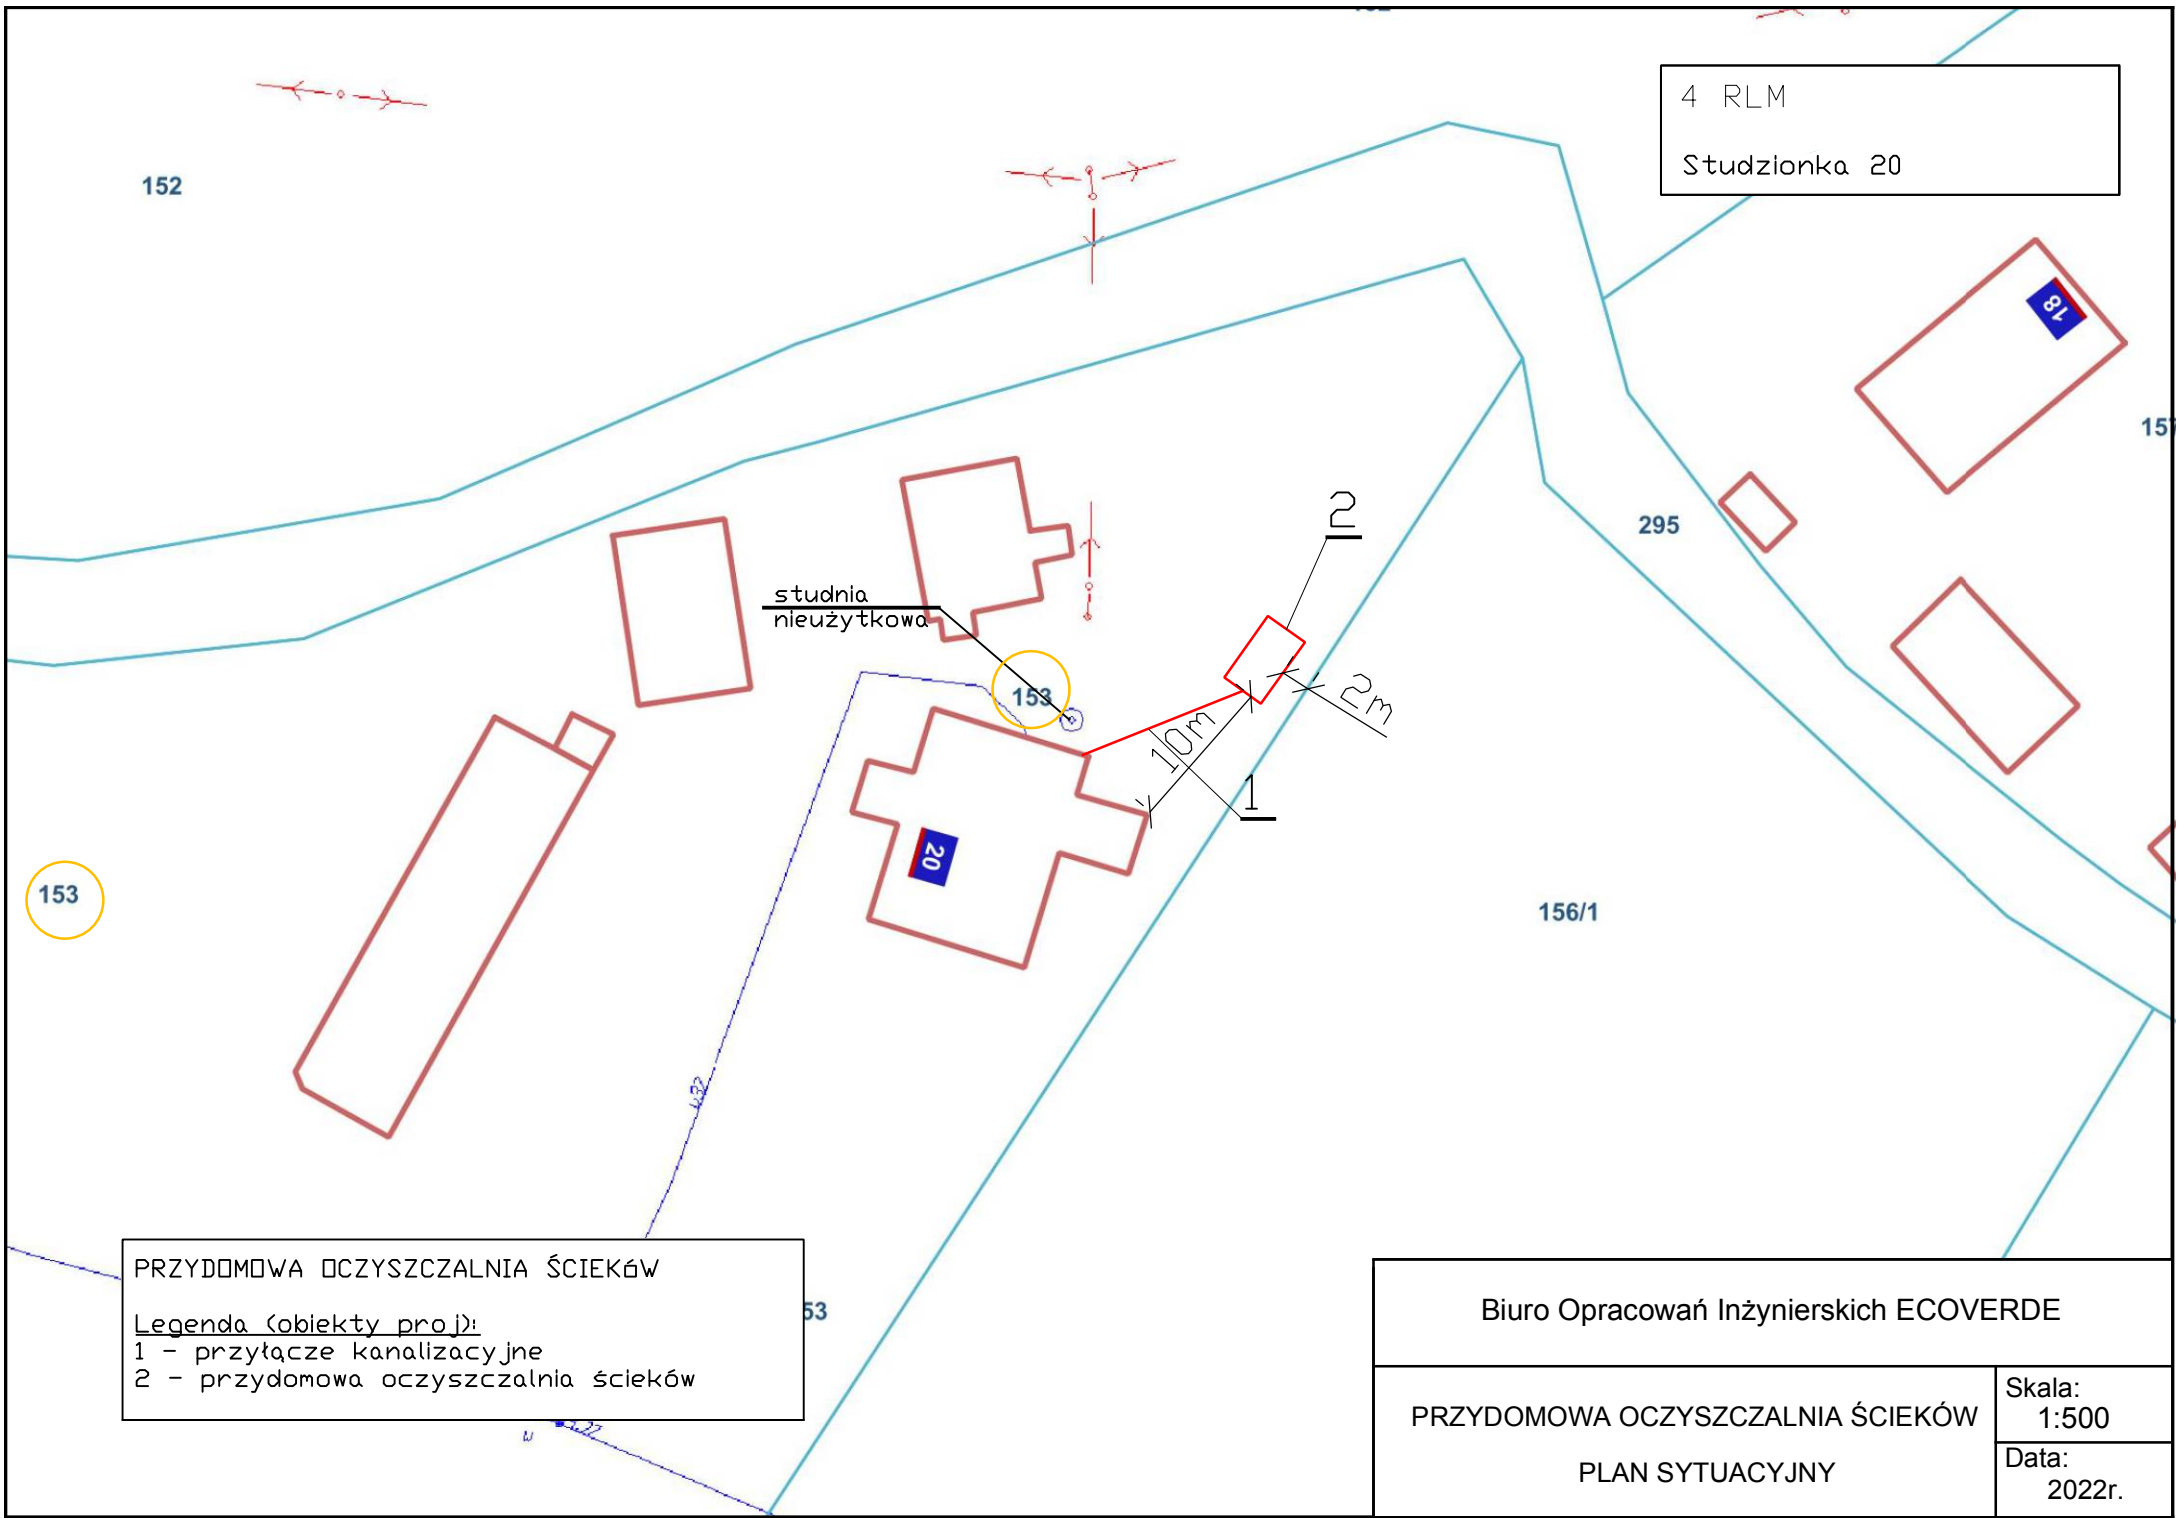 4 RLM
Studzionka 20
152
18
295
2
studnia
nieużytkowa
153
2m
10m
1
20
153
156/1
w32
PRZYDOMOWA OCZYSZCZALNIA ŚCIEKóW
Legenda (obiekty proj):
1 - przyłącze kanalizacyjne
2 - przydomowa oczyszczalnia ścieków
53
w
Biuro Opracowań Inżynierskich ECOVERDE
PRZYDOMOWA OCZYSZCZALNIA ŚCIEKÓW
PLAN SYTUACYJNY
Skala:
1:500
Data:
2022r.